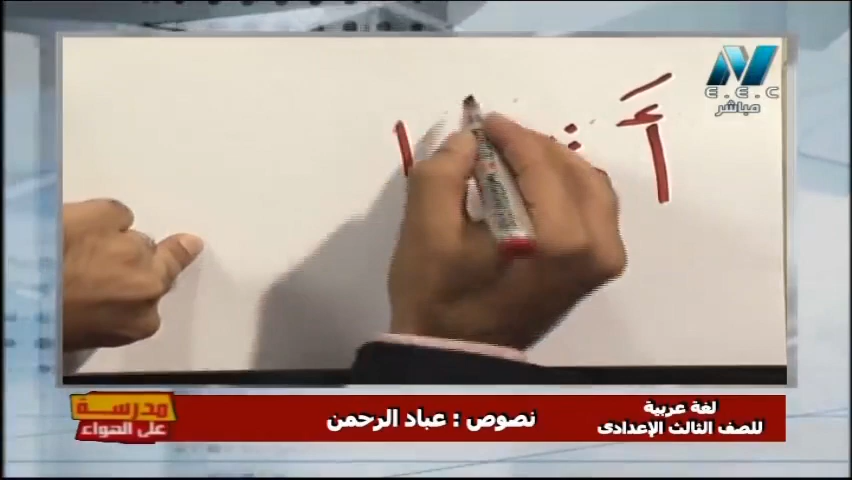 E.E.C
مباشر
أَ
لغة عربية
للصف الثالث الإعدادى
نصوص : عباد الرحمن
مدرسة
على الهواء